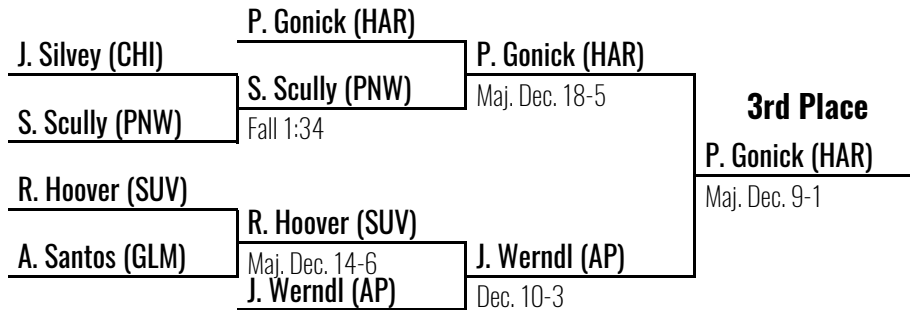 P. Gonick (HAR)
J. Silvey (CHI)
P. Gonick (HAR)
S. Scully (PNW)
Maj. Dec. 18-5
3rd Place
S. Scully (PNW)
Fall 1:34
P. Gonick (HAR)
R. Hoover (SUV)
Maj. Dec. 9-1
R. Hoover (SUV)
A. Santos (GLM)
J. Werndl (AP)
Maj. Dec. 14-6
J. Werndl (AP)
Dec. 10-3